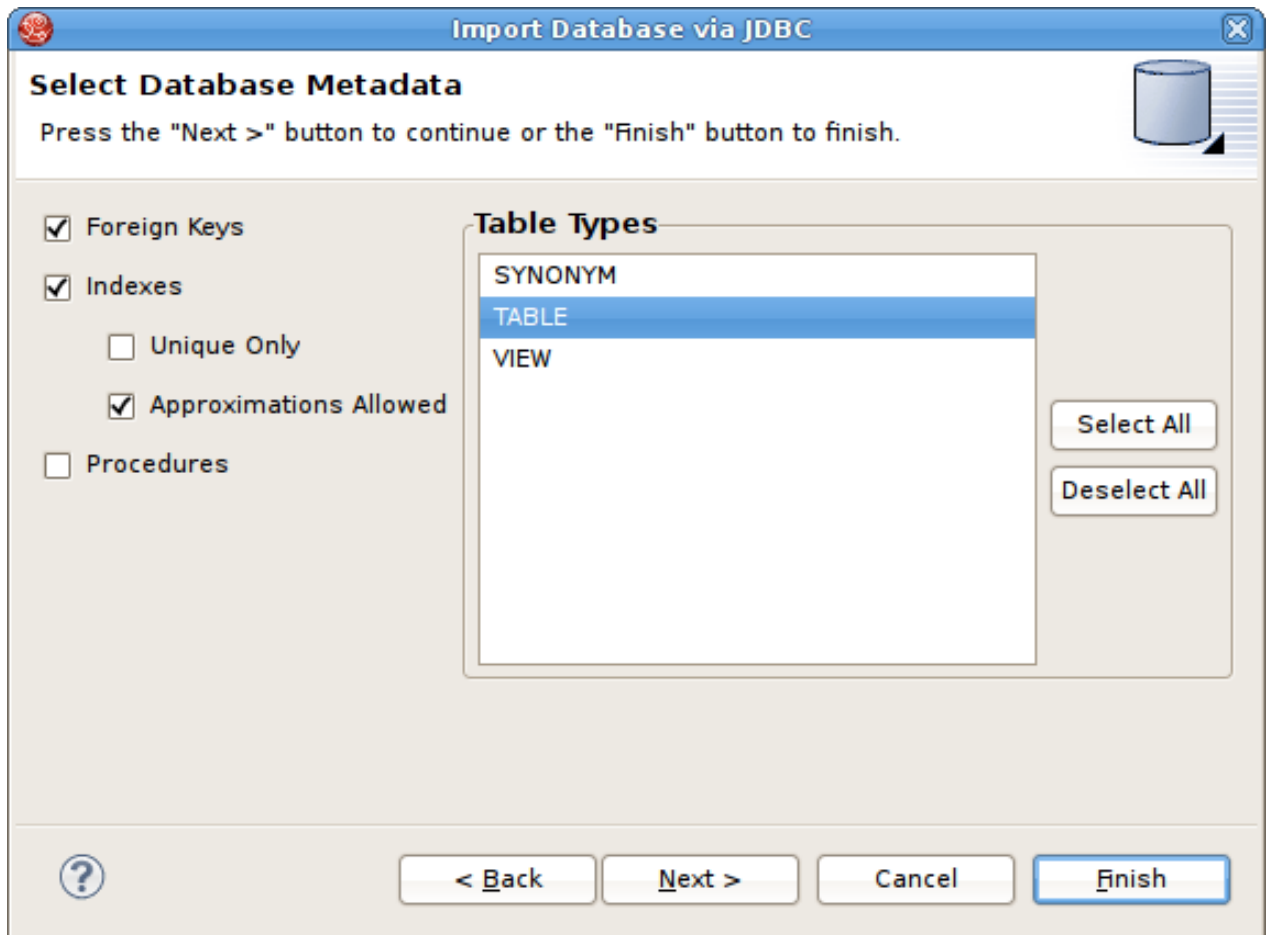 Import Database via JDBC
Select Database Metadata
Press the "Next >" button to continue or the "Finish" button to finish.
Foreign Keys
Indexes
Unique Only
Approximations Allowed
Procedures
Table Types
SYNONYM
TABLE
VIEW
Select All
Deselect All
?
< Back
Next >
Cancel
Finish